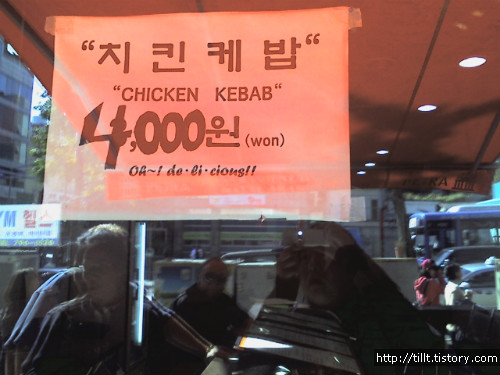 “치킨케밥“
“CHICKEN KEBAB“
4,000원 (won)
Oh~! de·li·cious!!
http://tillt.tistory.com